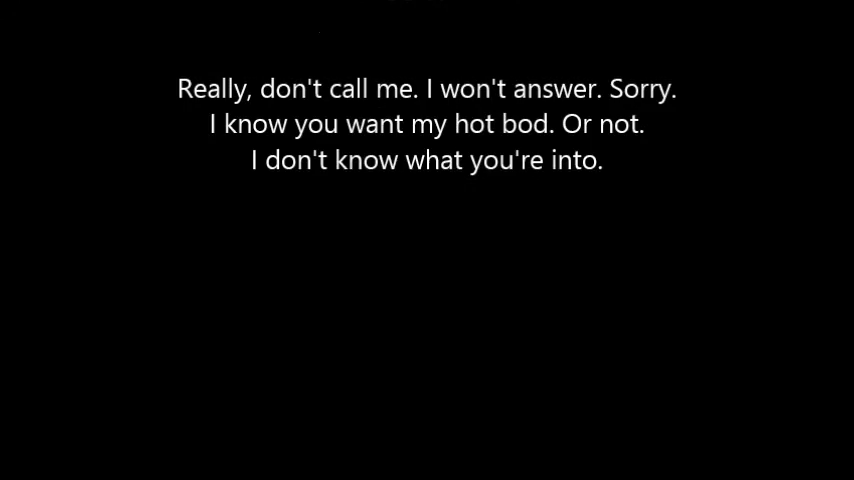 Really, don't call me. I won't answer. Sorry.
I know you want my hot bod. Or not.
I don't know what you're into.